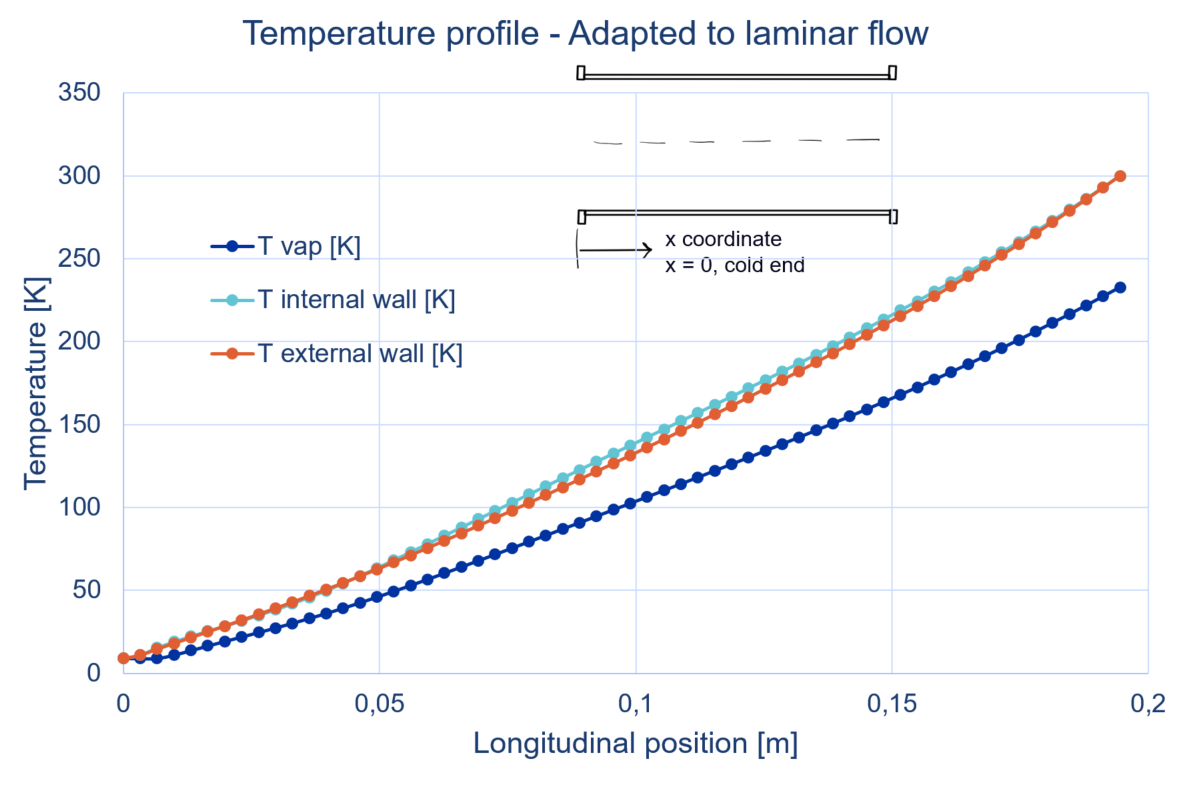 Temperature profile - Adapted to laminar flow
350
300
250
200
150
100
50
0
Temperature [K]
T vap [K]
T internal wall [K]
T external wall [K]
x coordinate
x = 0, cold end
0
0,05
0,1
0,15
0,2
Longitudinal position [m]